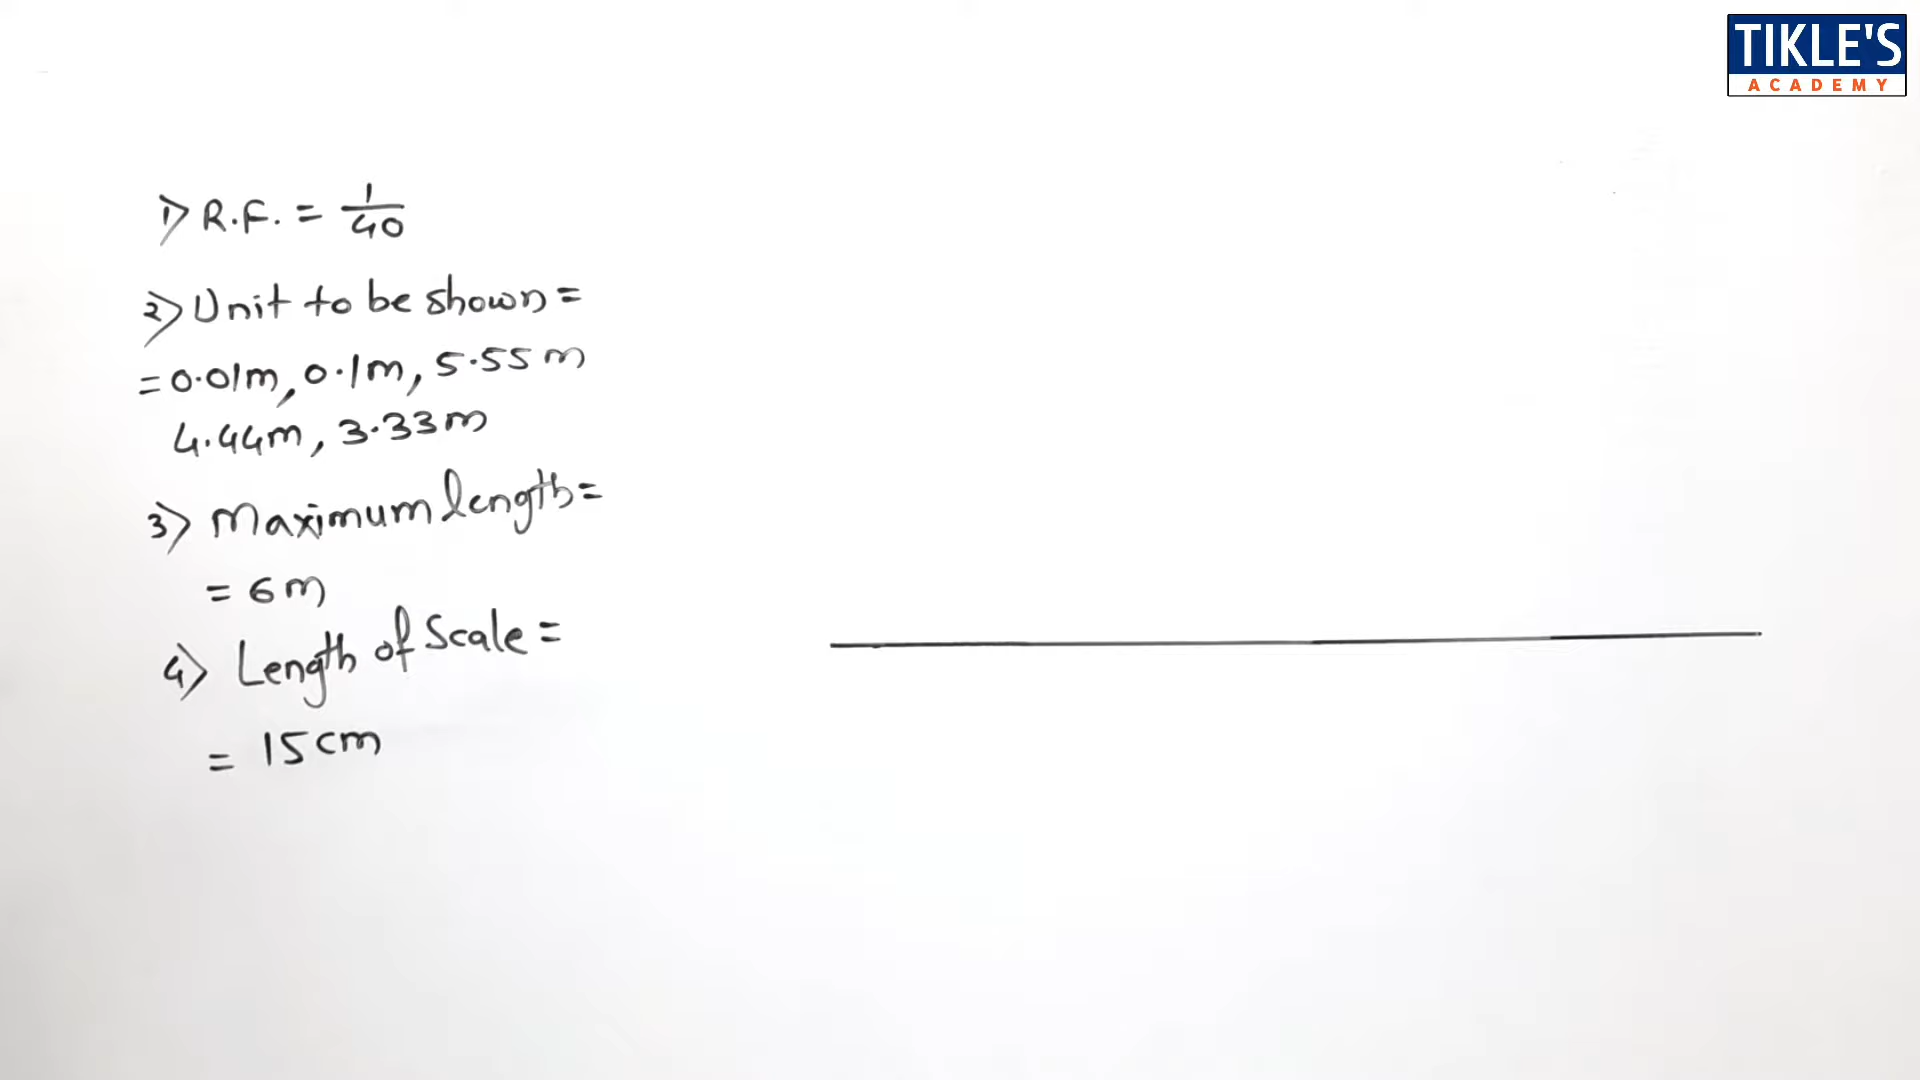 TIKLE'S
ACADEMY
1) R.F. = 1/40
2) Unit to be shown =
= 0.01m, 0.1m, 5.55m
4.44m, 3.33m
3) Maximum length =
= 6m
4) Length of Scale =
= 15cm